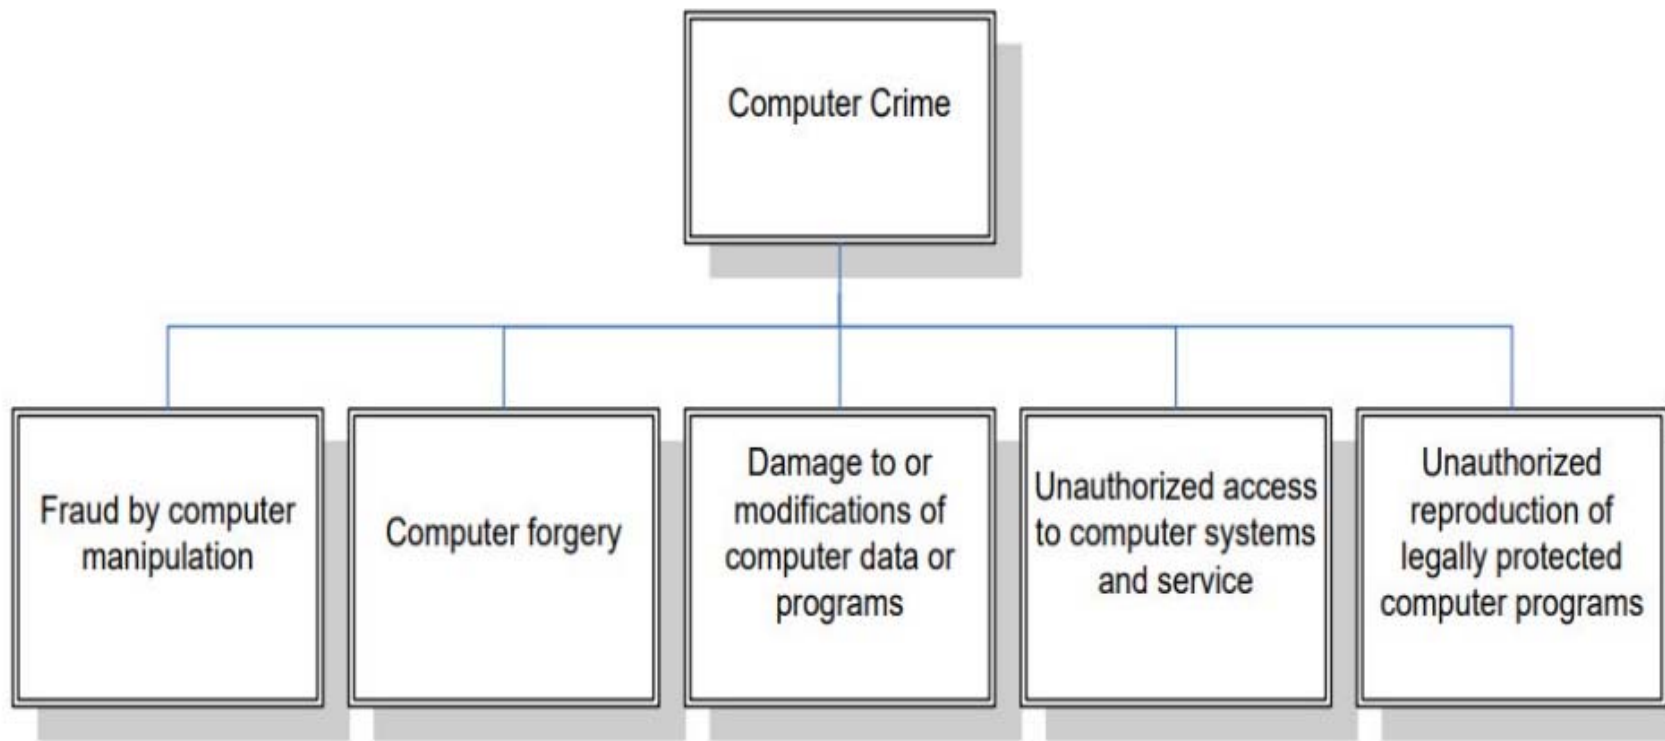 Computer Crime
Fraud by computer
manipulation
Computer forgery
Damage to or
modifications of
computer data or
programs
Unauthorized access
to computer systems
and service
Unauthorized
reproduction of
legally protected
computer programs